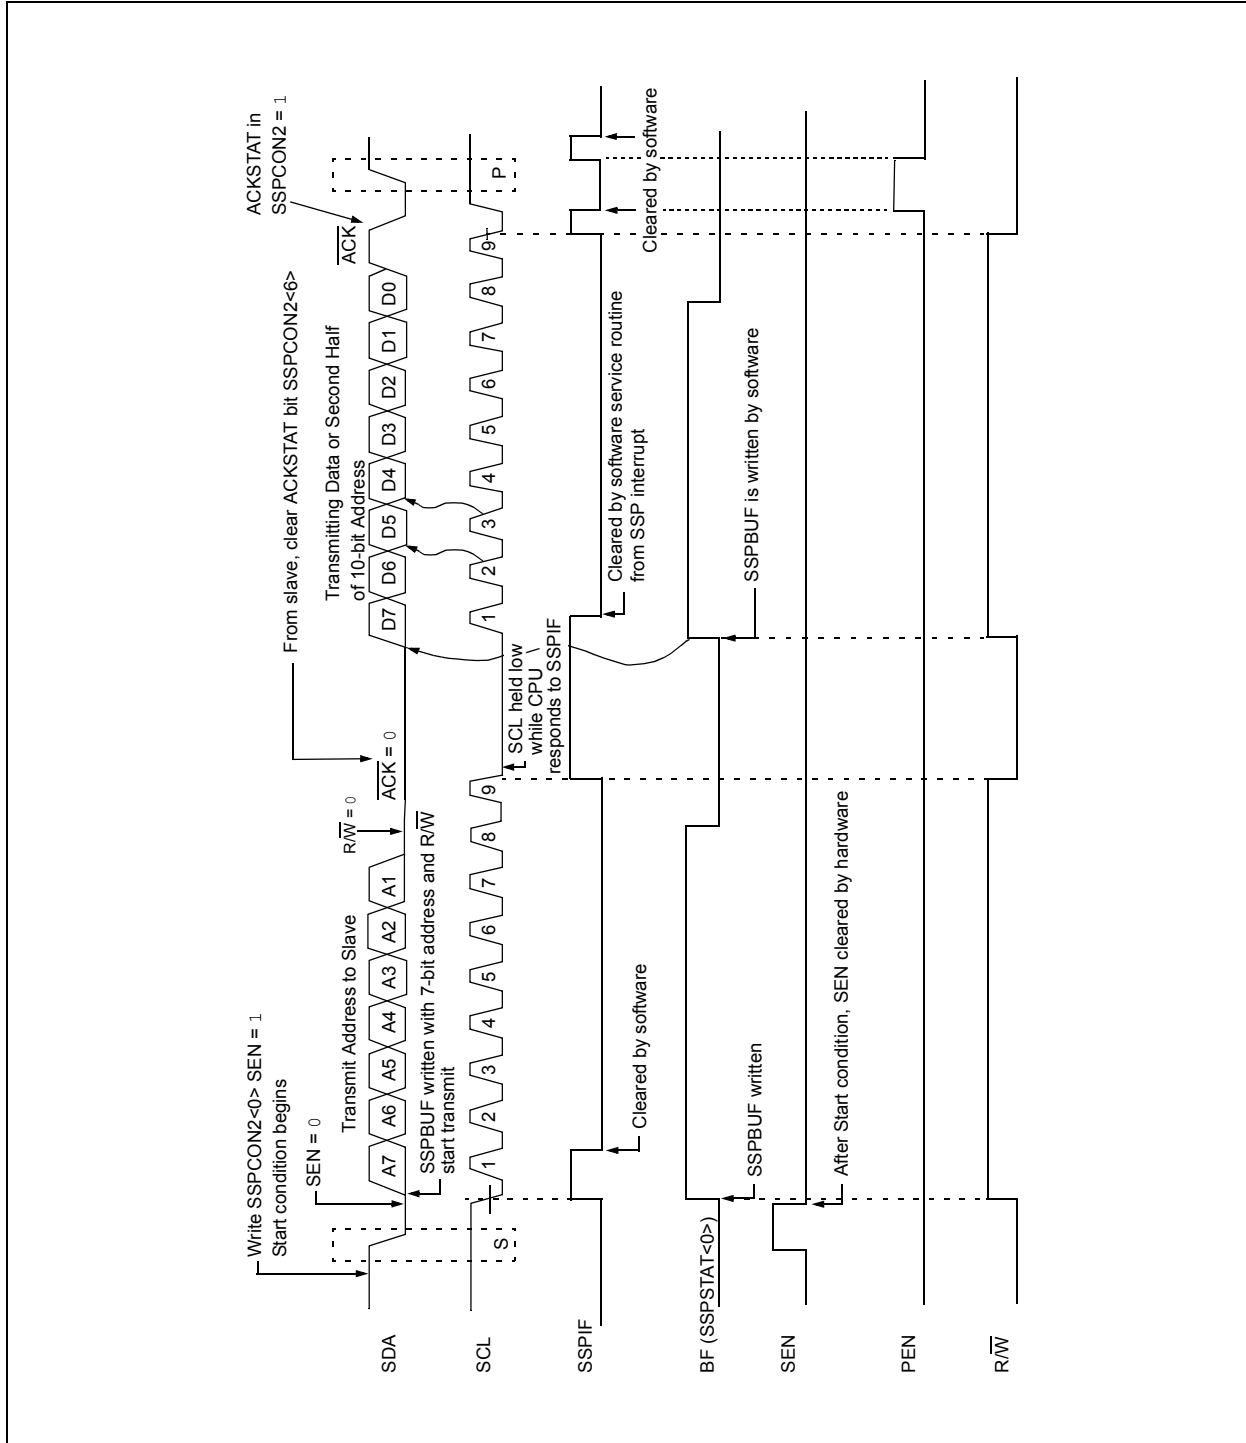 Write SSPCON2<0> SEN = 1
Start condition begins
SEN = 0
Transmit Address to Slave
R/W = 0
From slave, clear ACKSTAT bit SSPCON2<6>
ACK = 0
Transmitting Data or Second Half
of 10-bit Address
ACKSTAT in
SSPCON2 = 1
ACK
SDA
A7 A6 A5 A4 A3 A2 A1
D7 D6 D5 D4 D3 D2 D1 D0
SSPBUF written with 7-bit address and R/W
start transmit
SCL
S
1 2 3 4 5 6 7 8 9
1 2 3 4 5 6 7 8 9
P
SCL held low
while CPU
responds to SSPIF
SSPIF
Cleared by software
Cleared by software service routine
from SSP interrupt
Cleared by software
BF (SSPSTAT<0>)
SSPBUF written
SSPBUF is written by software
SEN
After Start condition, SEN cleared by hardware
PEN
R/W